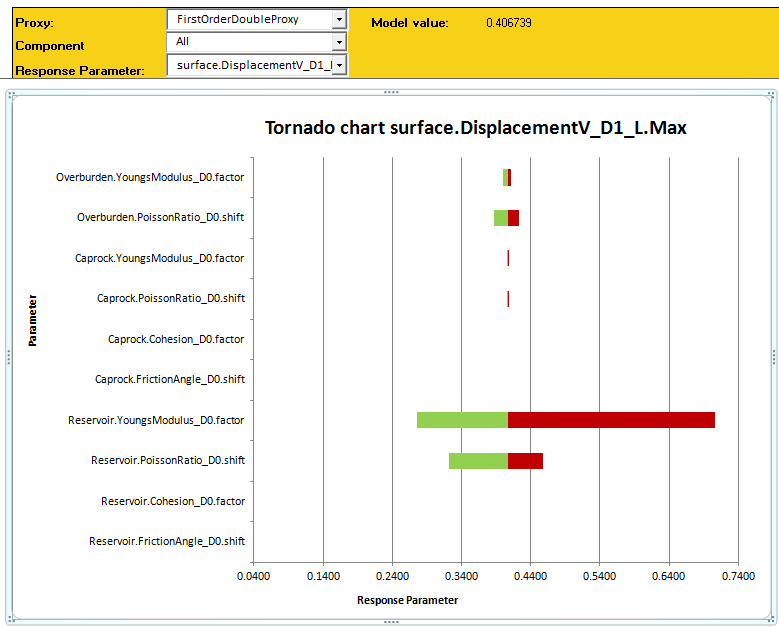 Proxy: FirstOrderDoubleProxy Model value: 0.406739
Component All
Response Parameter: surface.DisplacementV_D1_
Tornado chart surface.DisplacementV_D1_L.Max
Overburden.YoungsModulus_D0.factor
Overburden.PoissonRatio_D0.shift
Caprock.YoungsModulus_D0.factor
Caprock.PoissonRatio_D0.shift
Caprock.Cohesion_D0.factor
Caprock.FrictionAngle_D0.shift
Reservoir.YoungsModulus_D0.factor
Reservoir.PoissonRatio_D0.shift
Reservoir.Cohesion_D0.factor
Reservoir.FrictionAngle_D0.shift
Parameter
0.0400 0.1400 0.2400 0.3400 0.4400 0.5400 0.6400 0.7400
Response Parameter